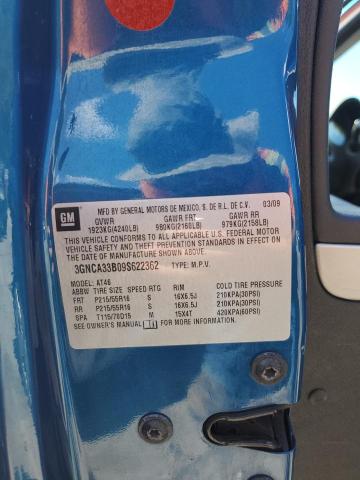 GM
MFD BY GENERAL MOTORS DE MEXICO, S. DE R.L. DE C.V. 03/09
GVWR GAWR FRT GAWR RR
1923KG(4240LB) 980KG(2160LB) 979KG(2158LB)
THIS VEHICLE CONFORMS TO ALL APPLICABLE U.S. FEDERAL MOTOR
VEHICLE SAFETY, BUMPER, AND THEFT PREVENTION STANDARDS IN EFFECT ON
THE DATE OF MANUFACTURE SHOWN ABOVE.
3GNCA33B09S622362 TYPE: M.P.V.
MODEL: AT46
ABBW TIRE SIZE SPEED RTG RIM COLD TIRE PRESSURE
FRT P215/55R16 S 16X6.5J 210KPA(30PSI)
RR P215/55R16 S 16X6.5J 210KPA(30PSI)
SPA T115/70D15 M 15X4T 420KPA(60PSI)
SEE OWNER'S MANUAL FOR MORE INFORMATION.